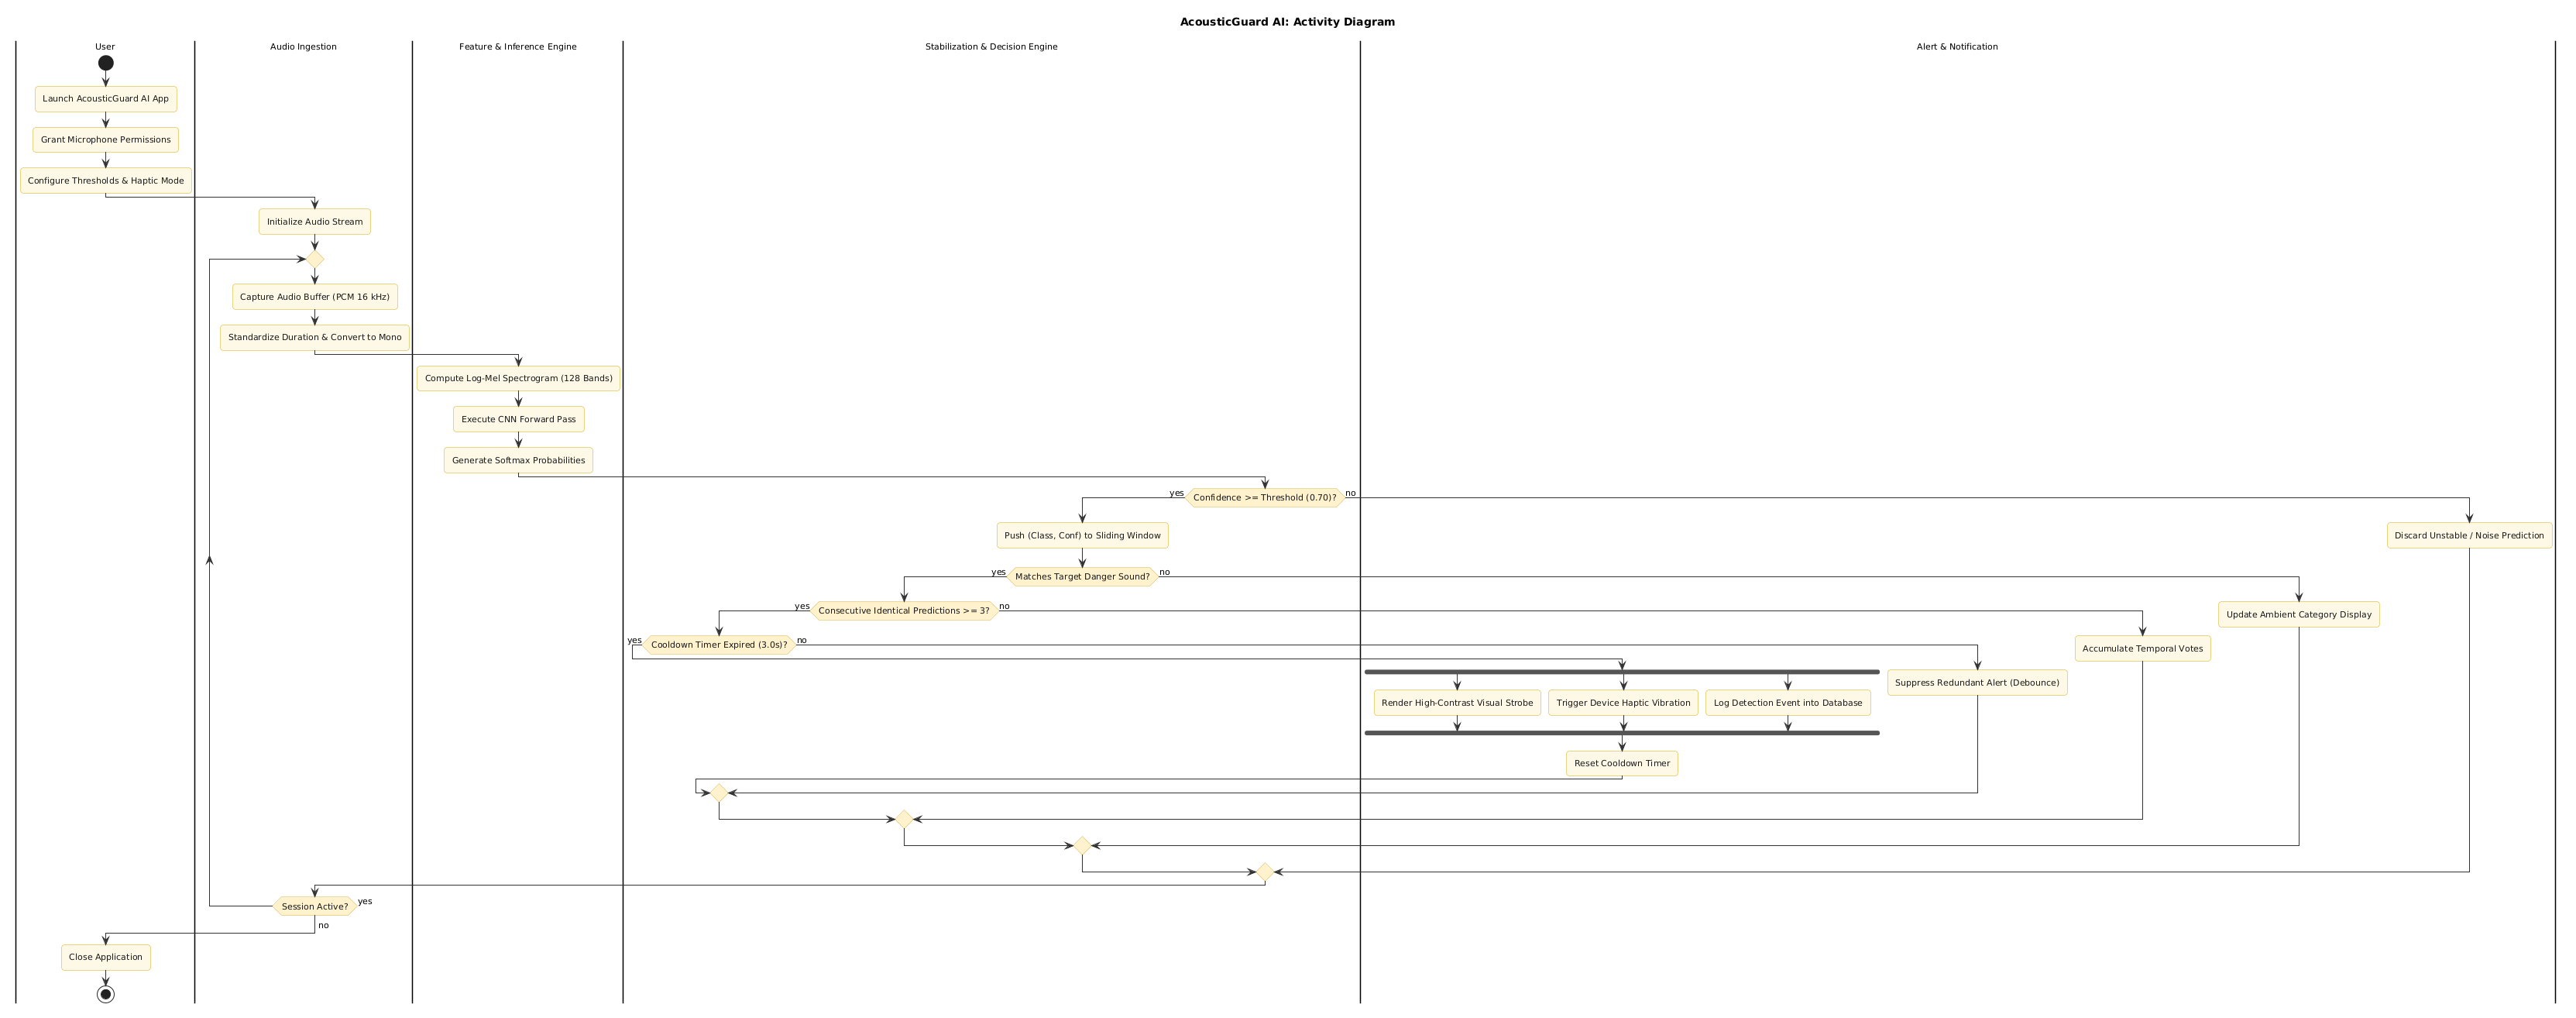 AcousticGuard AI: Activity Diagram
User
Audio Ingestion
Feature & Inference Engine
Stabilization & Decision Engine
Alert & Notification
Launch AcousticGuard AI App
Grant Microphone Permissions
Configure Thresholds & Haptic Mode
Initialize Audio Stream
Capture Audio Buffer (PCM 16 kHz)
Standardize Duration & Convert to Mono
Compute Log-Mel Spectrogram (128 Bands)
Execute CNN Forward Pass
Generate Softmax Probabilities
yes
Confidence >= Threshold (0.70)?
no
Push (Class, Conf) to Sliding Window
Discard Unstable / Noise Prediction
yes
Matches Target Danger Sound?
no
yes
Consecutive Identical Predictions >= 3?
no
Update Ambient Category Display
yes
Cooldown Timer Expired (3.0s)?
no
Accumulate Temporal Votes
Suppress Redundant Alert (Debounce)
Render High-Contrast Visual Strobe
Trigger Device Haptic Vibration
Log Detection Event into Database
Reset Cooldown Timer
Session Active?
yes
no
Close Application